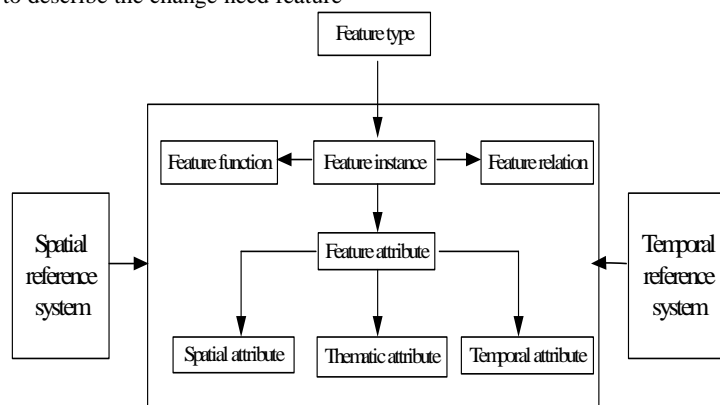 to describe the change need feature
Feature type
Feature function
Feature instance
Feature relation
Spatial
reference
system
Feature attribute
Temporal
reference
system
Spatial attribute
Thematic attribute
Temporal attribute